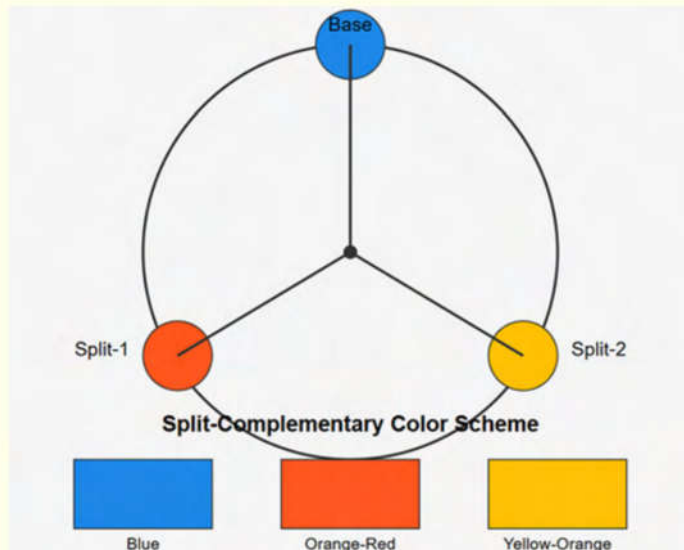 Base
Split-1
Split-2
Split-Complementary Color Scheme
Blue
Orange-Red
Yellow-Orange